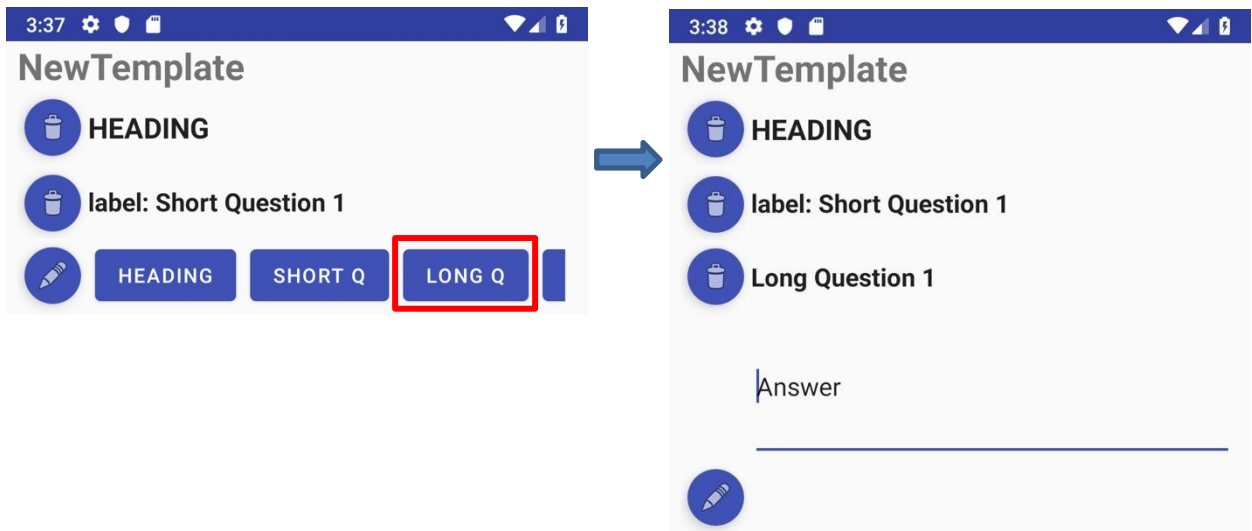 3:37
NewTemplate
HEADING
label: Short Question 1
HEADING SHORT Q LONG Q
3:38
NewTemplate
HEADING
label: Short Question 1
Long Question 1
Answer